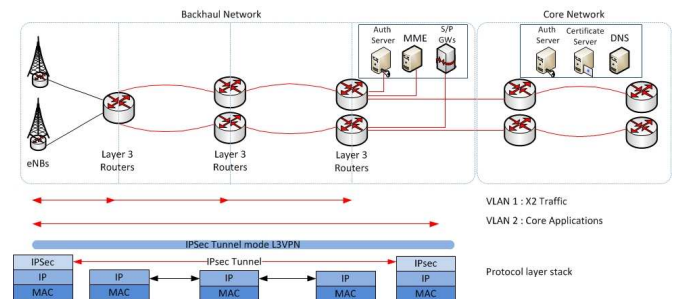 Backhaul Network
Core Network
Auth Server
MME
S/P GWs
Auth Server
Certificate Server
DNS
eNBs
Layer 3 Routers
Layer 3 Routers
Layer 3 Routers
VLAN 1 : X2 Traffic
VLAN 2 : Core Applications
IPSec Tunnel mode L3VPN
IPSec
IPsec Tunnel
IPsec
IP
IP
IP
IP
IP
MAC
MAC
MAC
MAC
MAC
Protocol layer stack